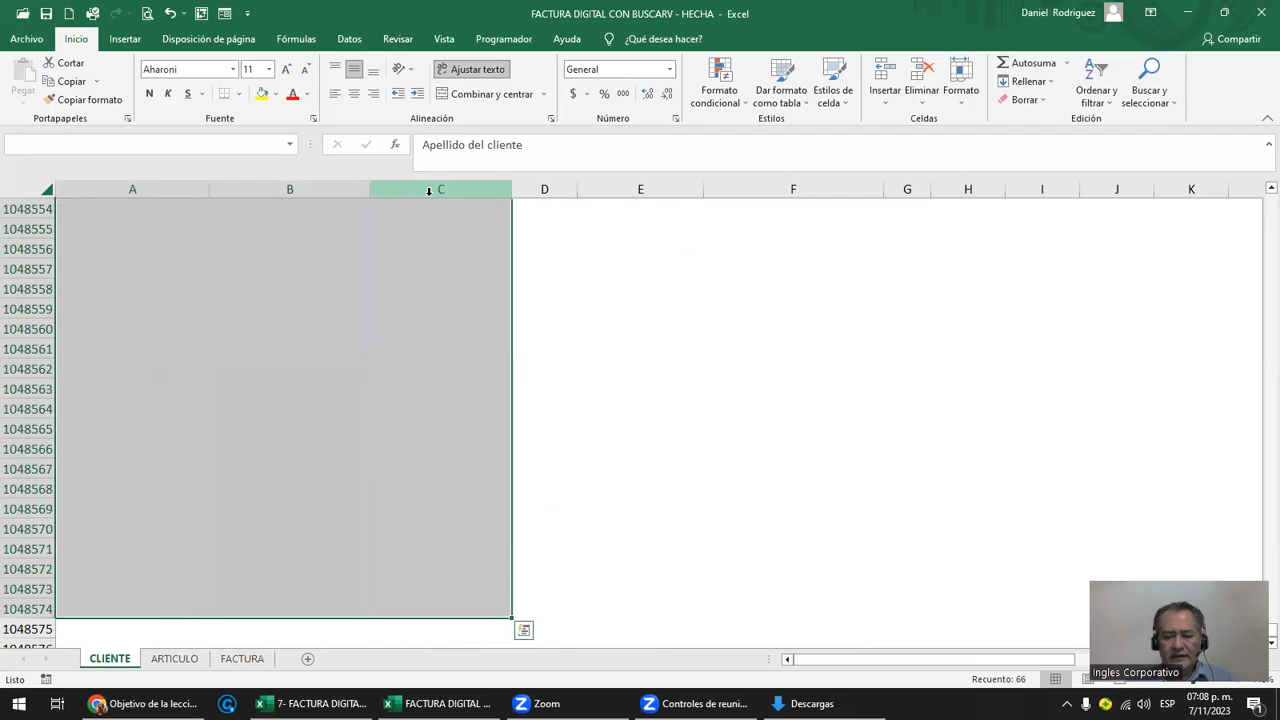 FACTURA DIGITAL CON BUSCARV - HECHA - Excel
Daniel Rodriguez
Archivo Inicio Insertar Disposición de página Fórmulas Datos Revisar Vista Programador Ayuda ¿Qué desea hacer? Compartir
Pegar
Cortar
Copiar
Copiar formato
Portapapeles
Aharoni 11
N K S
Fuente
Ajustar texto
Combinar y centrar
Alineación
General
$ % 000
Número
Formato condicional
Dar formato como tabla
Estilos de celda
Estilos
Insertar Eliminar Formato
Celdas
Autosuma
Rellenar
Borrar
Ordenar y filtrar
Buscar y seleccionar
Edición
Apellido del cliente
A B C D E F G H I J K
1048554
1048555
1048556
1048557
1048558
1048559
1048560
1048561
1048562
1048563
1048564
1048565
1048566
1048567
1048568
1048569
1048570
1048571
1048572
1048573
1048574
1048575
CLIENTE ARTICULO FACTURA
Listo
Recuento: 66
Ingles Corporativo
Objetivo de la lecci...
7- FACTURA DIGITA...
FACTURA DIGITAL ...
Zoom
Controles de reuni...
Descargas
ESP
07:08 p. m.
7/11/2023